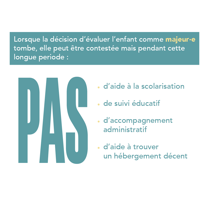 Lorsque la décision d'évaluer l'enfant comme majeur·e
tombe, elle peut être contestée mais pendant cette
longue periode :
PAS
- d'aide à la scolarisation
- de suivi éducatif
- d'accompagnement
administratif
- d'aide à trouver
un hébergement décent